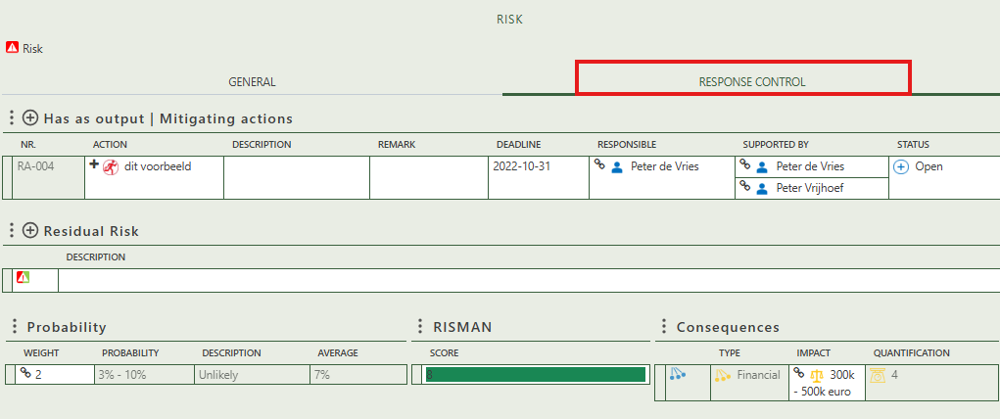 RISK
Risk
GENERAL RESPONSE CONTROL
Has as output | Mitigating actions
NR. ACTION DESCRIPTION REMARK DEADLINE RESPONSIBLE SUPPORTED BY STATUS
RA-004 dit voorbeeld 2022-10-31 Peter de Vries Peter de Vries Open
Peter Vrijhoef
Residual Risk
DESCRIPTION
Probability RISMAN Consequences
WEIGHT PROBABILITY DESCRIPTION AVERAGE SCORE TYPE IMPACT QUANTIFICATION
2 3% - 10% Unlikely 7% 8 Financial 300k 4
- 500k euro